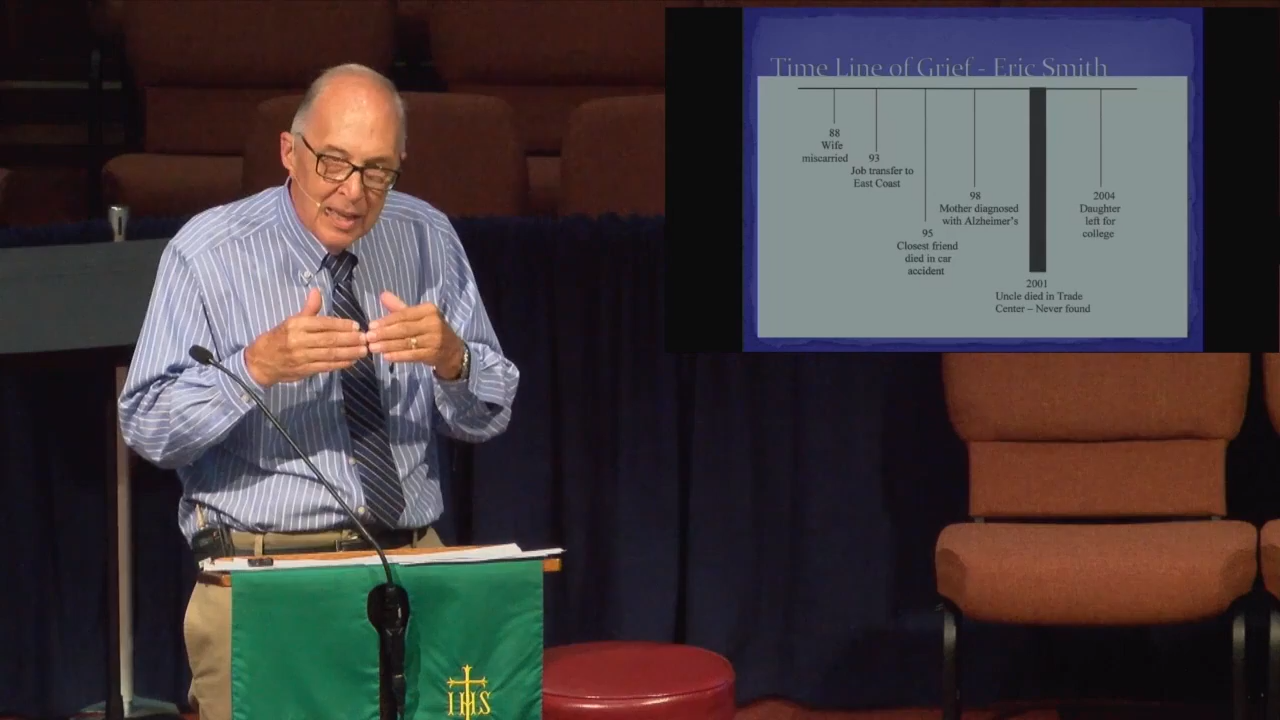 Time Line of Grief - Eric Smith
88
Wife
miscarried
93
Job transfer to
East Coast
95
Closest friend
died in car
accident
98
Mother diagnosed
with Alzheimer's
2001
Uncle died in Trade
Center – Never found
2004
Daughter
left for
college
IHS